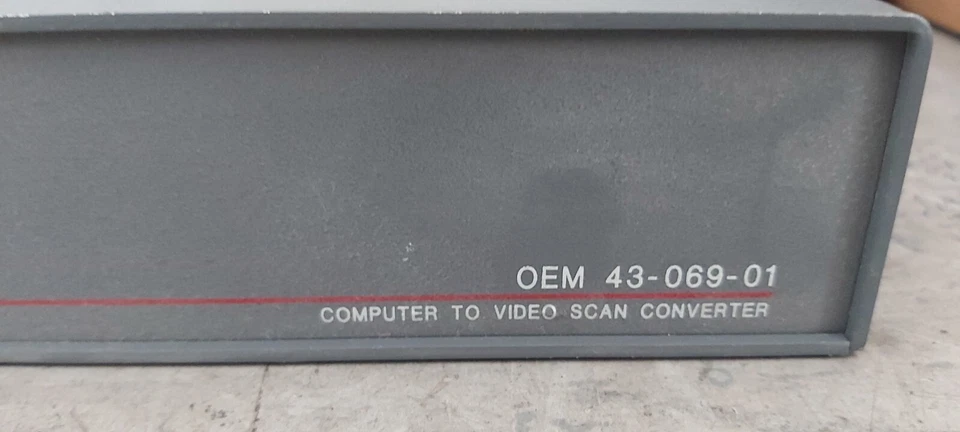 OEM 43-069-01
COMPUTER TO VIDEO SCAN CONVERTER